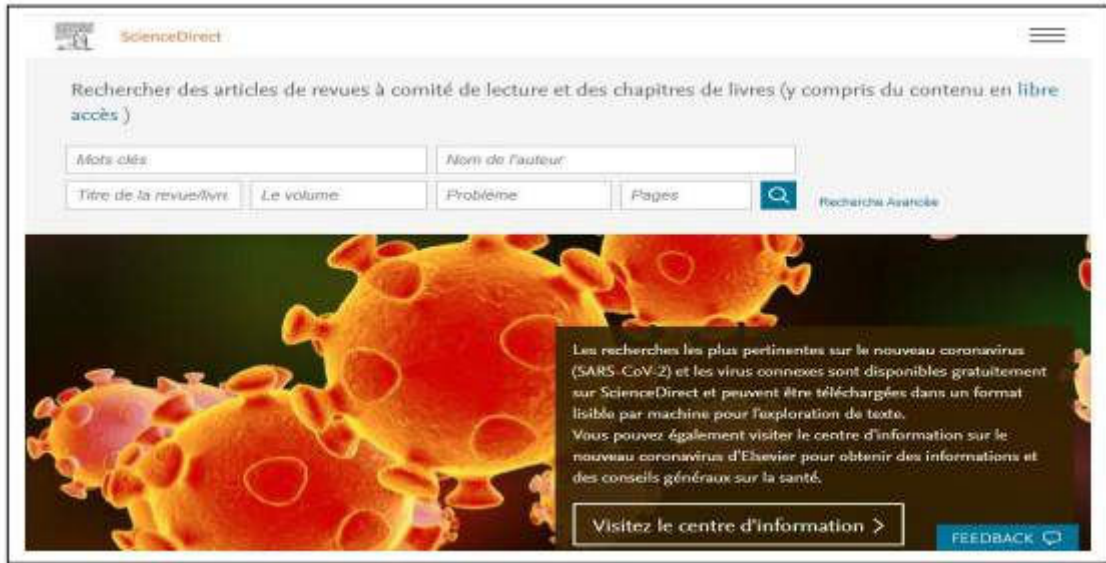 ScienceDirect
Rechercher des articles de revues à comité de lecture et des chapitres de livres (y compris du contenu en libre
accès )
Mots clés
Nom de l'auteur
Titre de la revue/livre
Le volume
Problème
Pages
Recherche Avancée
Les recherches les plus pertinentes sur le nouveau coronavirus
(SARS-CoV-2) et les virus connexes sont disponibles gratuitement
sur ScienceDirect et peuvent être téléchargées dans un format
lisible par machine pour l'exploration de texte.
Vous pouvez également visiter le centre d'information sur le
nouveau coronavirus d'Elsevier pour obtenir des informations et
des conseils généraux sur la santé.
Visitez le centre d'information >
FEEDBACK